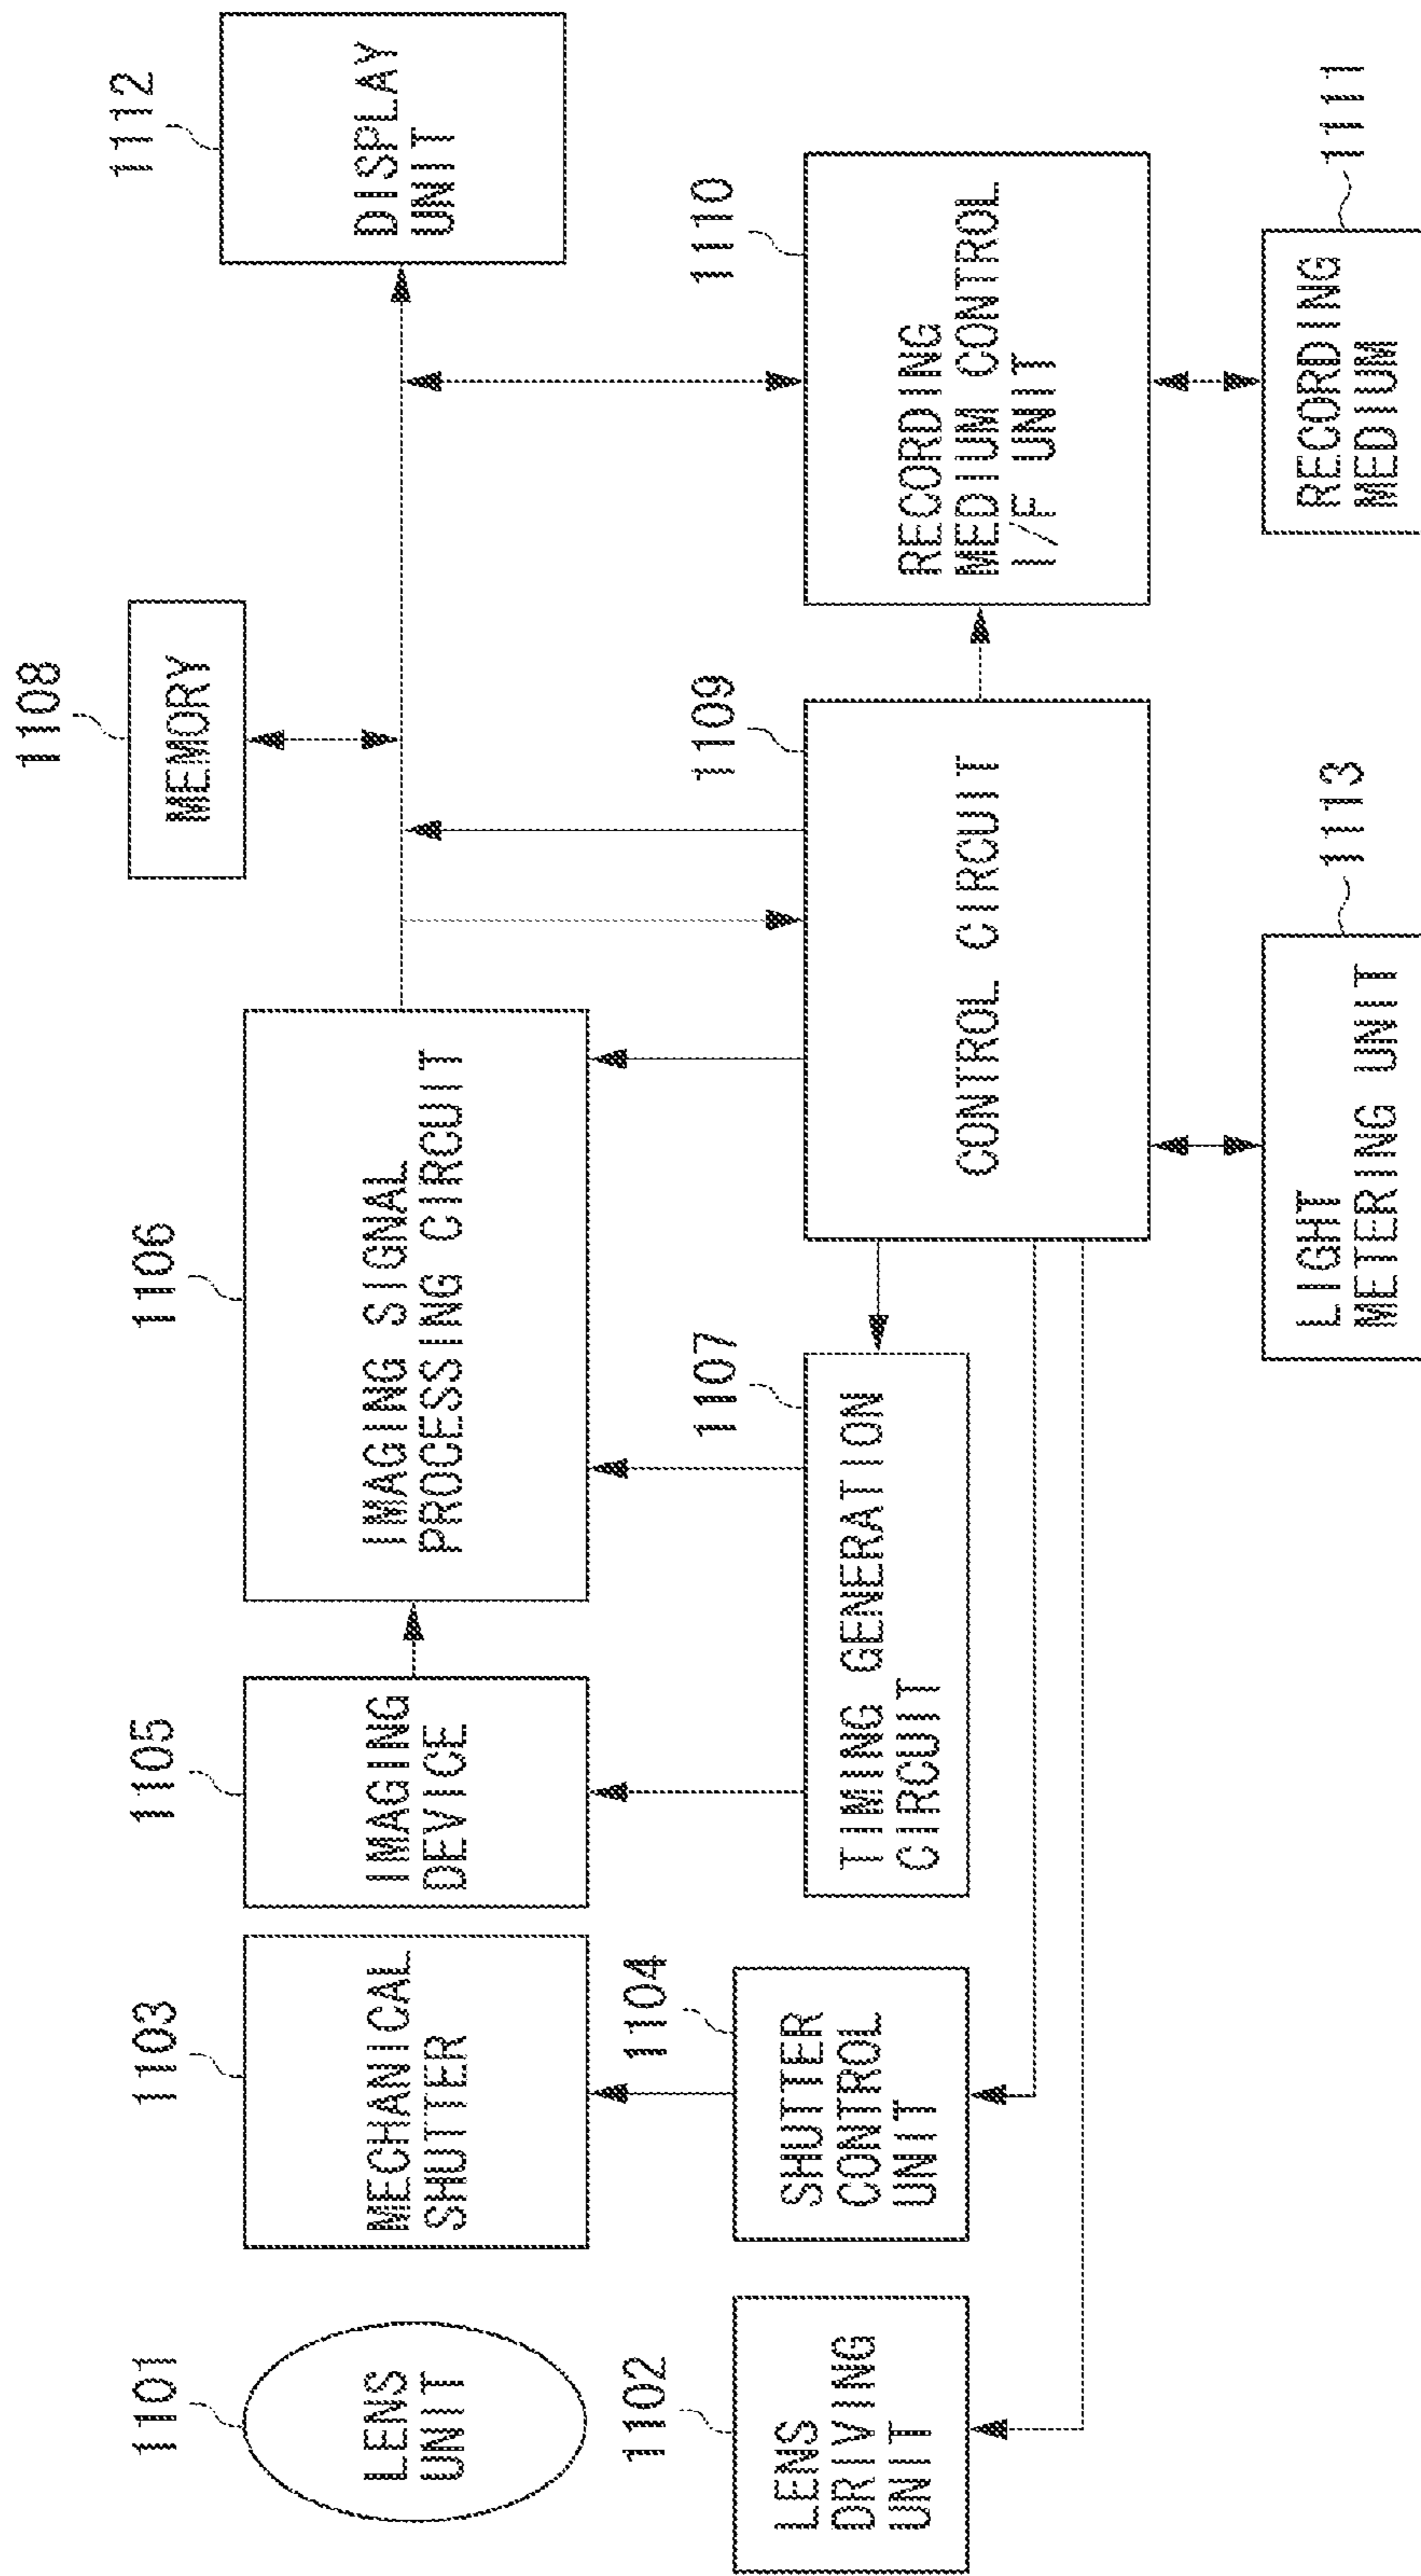 1101
LENS
UNIT
1103
MECHANICAL
SHUTTER
1105
IMAGING
DEVICE
1106
IMAGING SIGNAL
PROCESSING CIRCUIT
1108
MEMORY
1112
DISPLAY
UNIT
1102
LENS
DRIVING
UNIT
1104
SHUTTER
CONTROL
UNIT
1107
TIMING GENERATION
CIRCUIT
1109
CONTROL CIRCUIT
1110
RECORDING
MEDIUM CONTROL
I/F UNIT
1113
LIGHT
METERING UNIT
1111
RECORDING
MEDIUM